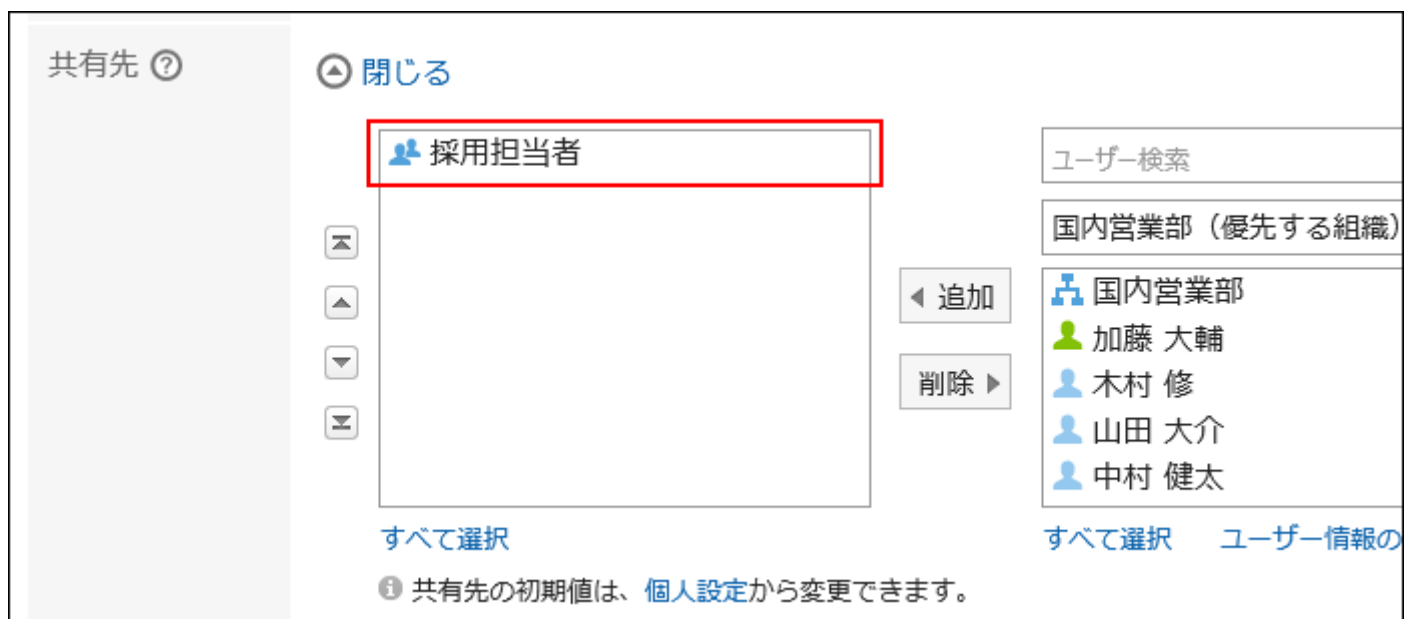 共有先 ?
閉じる
採用担当者
ユーザー検索
国内営業部（優先する組織）
追加
削除
国内営業部
加藤 大輔
木村 修
山田 大介
中村 健太
すべて選択
すべて選択 ユーザー情報の
共有先の初期値は、個人設定から変更できます。